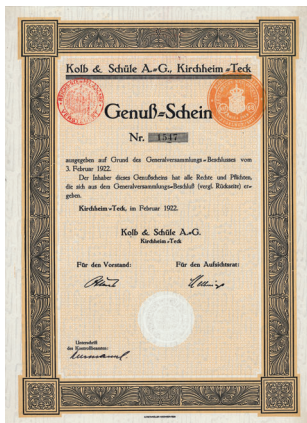 Kolb & Schüle A.-G., Kirchheim-Teck
Genuß-Schein
Nr. 1547
ausgegeben auf Grund des Generalversammlungs-Beschlusses vom
3. Februar 1922.
Der Inhaber dieses Genußscheins hat alle Rechte und Pflichten,
die sich aus dem Generalversammlungs-Beschluß (vergl. Rückseite) er-
geben.
Kirchheim-Teck, im Februar 1922.
Kolb & Schüle A.-G.
Kirchheim-Teck
Für den Vorstand: Für den Aufsichtsrat:
Unterschrift
des Kontrollbeamten: